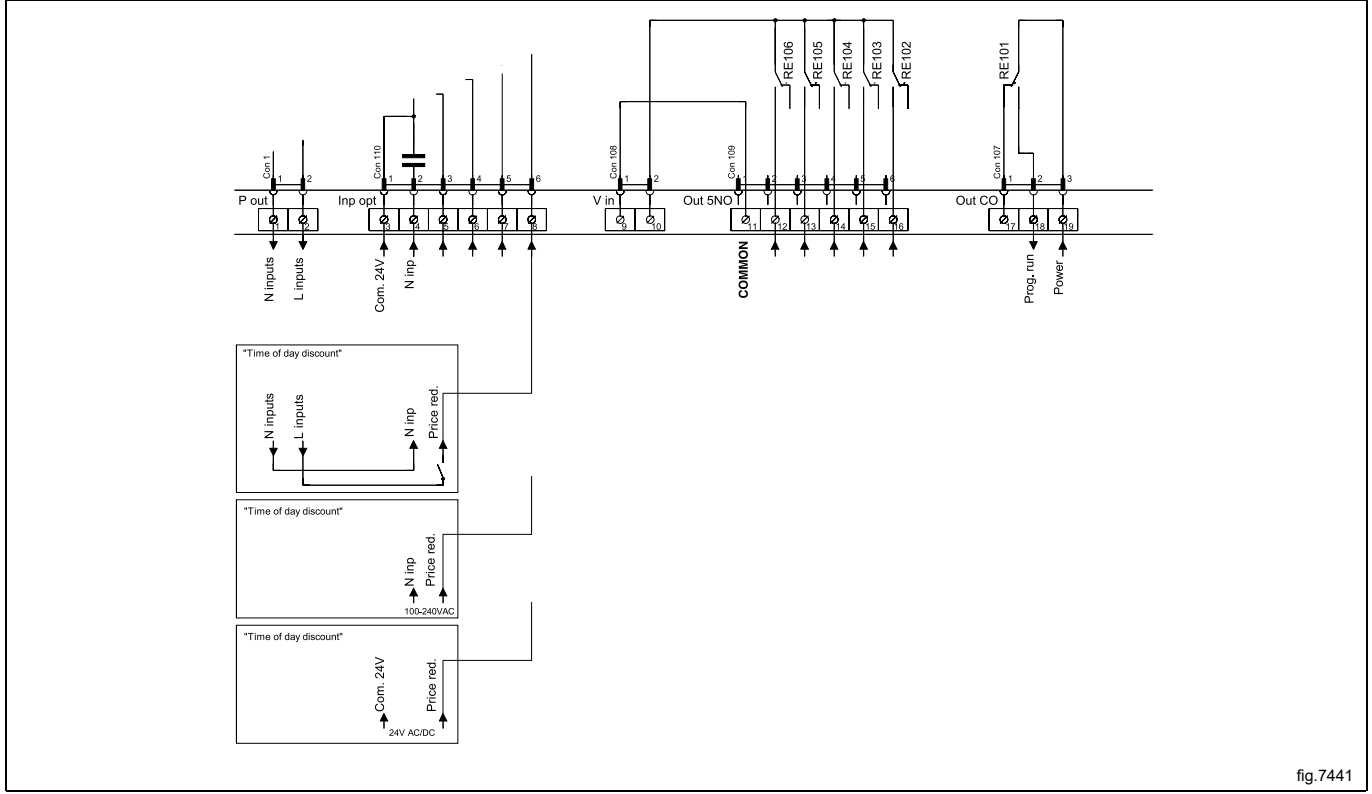 RE106
RE105
RE104
RE103
RE102
RE101
Con 1
Con 110
Con 108
Con 109
Con 107
1
2
1
2
3
4
5
6
1
2
1
2
3
4
5
6
1
2
3
P out
Inp opt
V in
Out 5NO
Out CO
1
2
3
4
5
6
7
8
9
10
11
12
13
14
15
16
17
18
19
N inputs
L inputs
Com. 24V
N inp
COMMON
Prog. run
Power
"Time of day discount"
N inputs
L inputs
N inp
Price red.
"Time of day discount"
N inp
Price red.
100-240VAC
"Time of day discount"
Com. 24V
Price red.
24V AC/DC
fig.7441